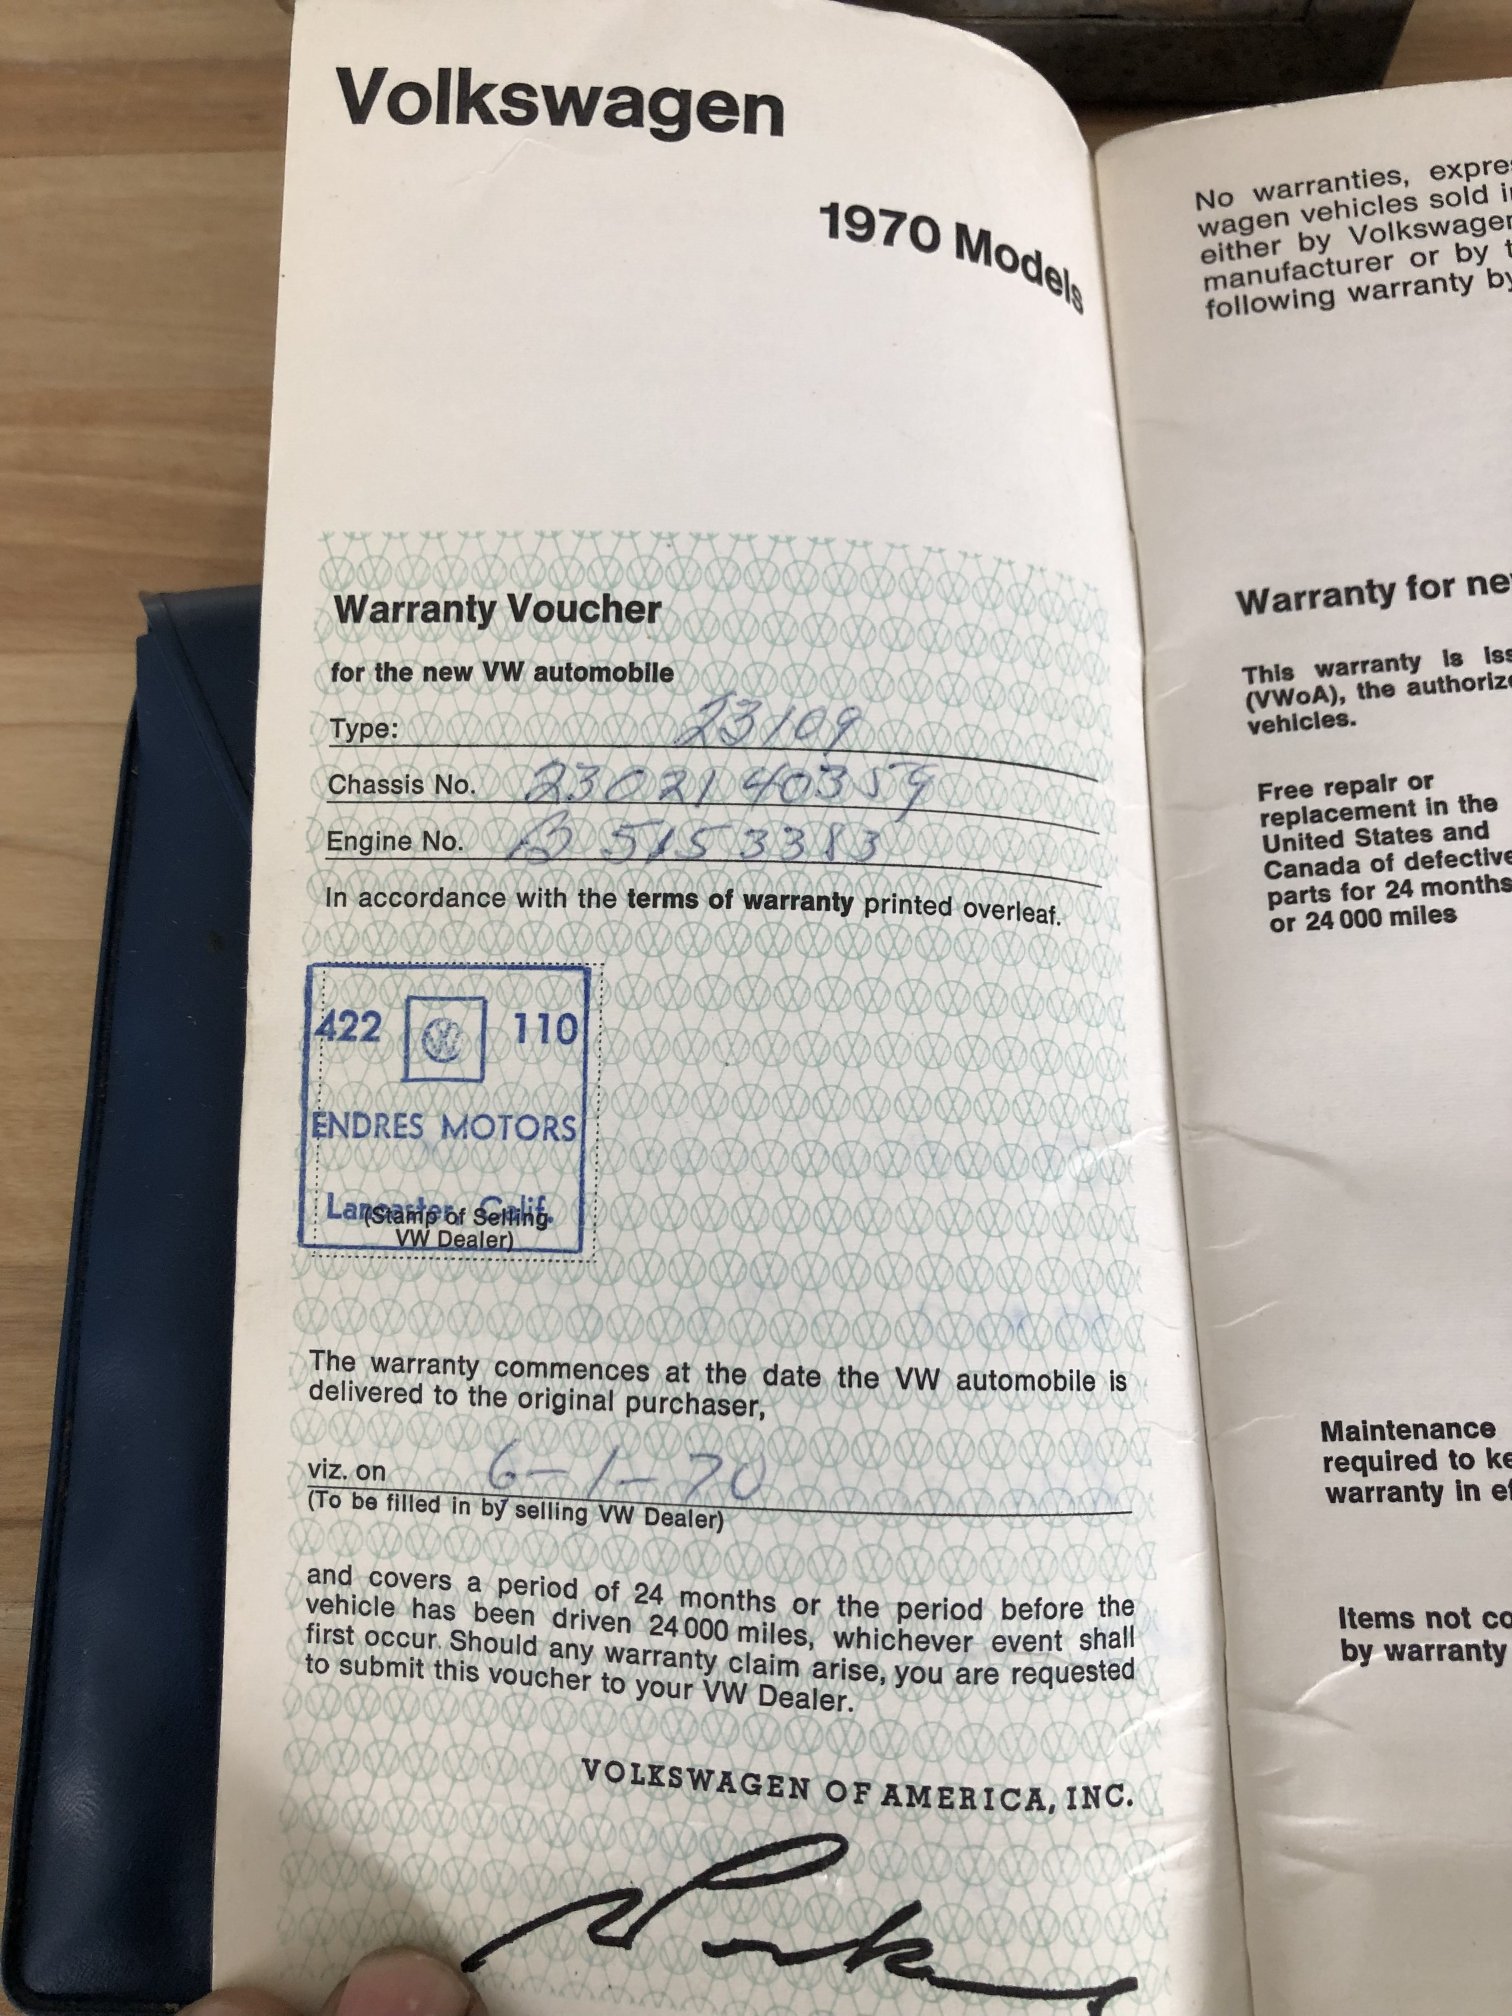 Volkswagen
1970 Models
Warranty Voucher
for the new VW automobile
Type: 23109
Chassis No. 2302140359
Engine No. B 5153383
In accordance with the terms of warranty printed overleaf.
422 110
ENDRES MOTORS
Lancaster, Calif.
(Stamp of Selling
VW Dealer)
The warranty commences at the date the VW automobile is
delivered to the original purchaser,
viz. on 6-1-70
(To be filled in by selling VW Dealer)
and covers a period of 24 months or the period before the
vehicle has been driven 24 000 miles, whichever event shall
first occur. Should any warranty claim arise, you are requested
to submit this voucher to your VW Dealer.
VOLKSWAGEN OF AMERICA, INC.
No warranties, expre
wagen vehicles sold i
either by Volkswage
manufacturer or by t
following warranty by
Warranty for ne
This warranty is iss
(VWoA), the authoriz
vehicles.
Free repair or
replacement in the
United States and
Canada of defective
parts for 24 months
or 24 000 miles
Maintenance
required to ke
warranty in ef
Items not co
by warranty